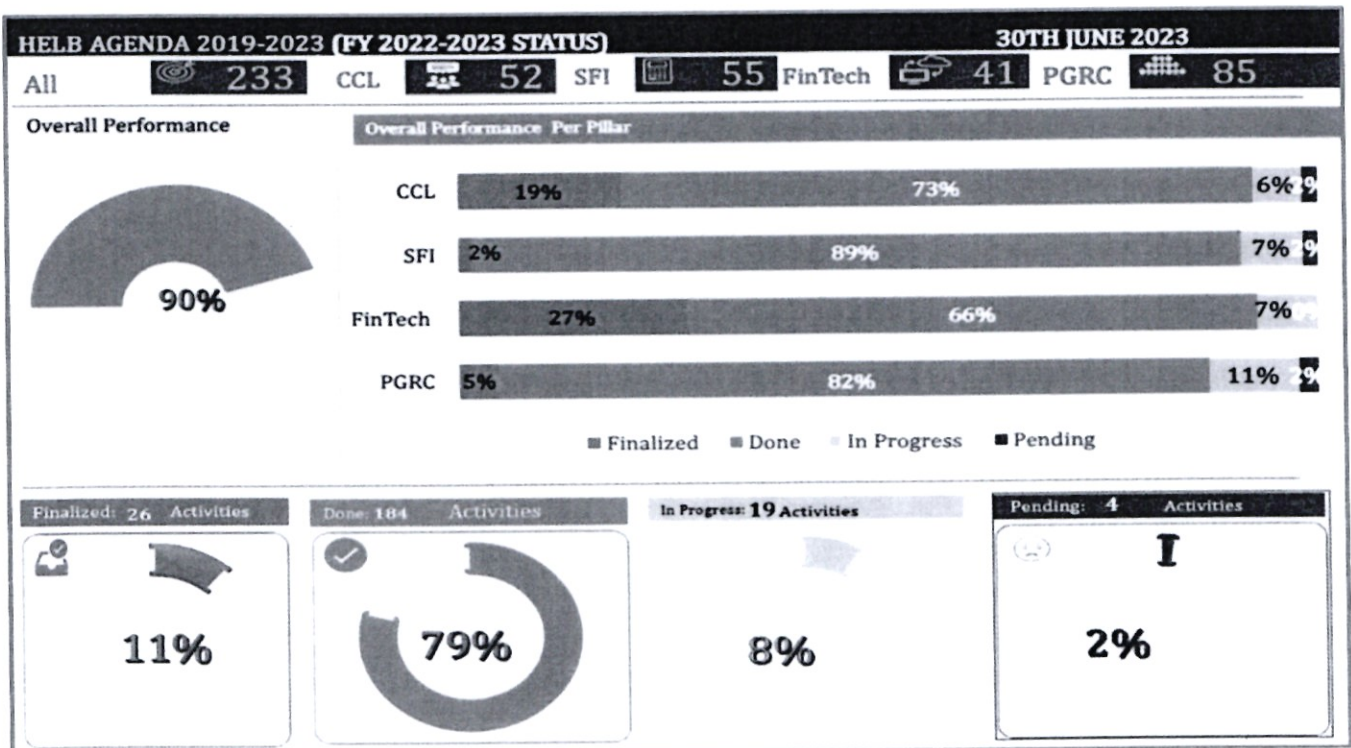 HELB AGENDA 2019-2023 (FY 2022-2023 STATUS) 30TH JUNE 2023
All 233 CCL 52 SFI 55 FinTech 41 PGRC 85
Overall Performance
90%
Overall Performance Per Pillar
CCL 19% 73% 6% 2%
SFI 2% 89% 7% 2%
FinTech 27% 66% 7%
PGRC 5% 82% 11% 2%
Finalized Done In Progress Pending
Finalized: 26 Activities
11%
Done: 184 Activities
79%
In Progress: 19 Activities
8%
Pending: 4 Activities
2%